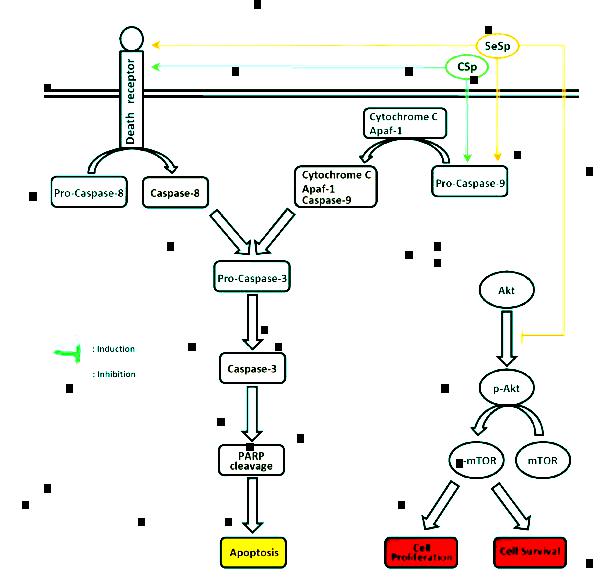 SeSp
CSp
Death receptor
Cytochrome C
Apaf-1
Pro-Caspase-8
Caspase-8
Cytochrome C
Apaf-1
Caspase-9
Pro-Caspase-9
Pro-Caspase-3
Akt
: Induction
: Inhibition
Caspase-3
p-Akt
PARP
cleavage
-mTOR
mTOR
Apoptosis
Cell
Proliferation
Cell Survival